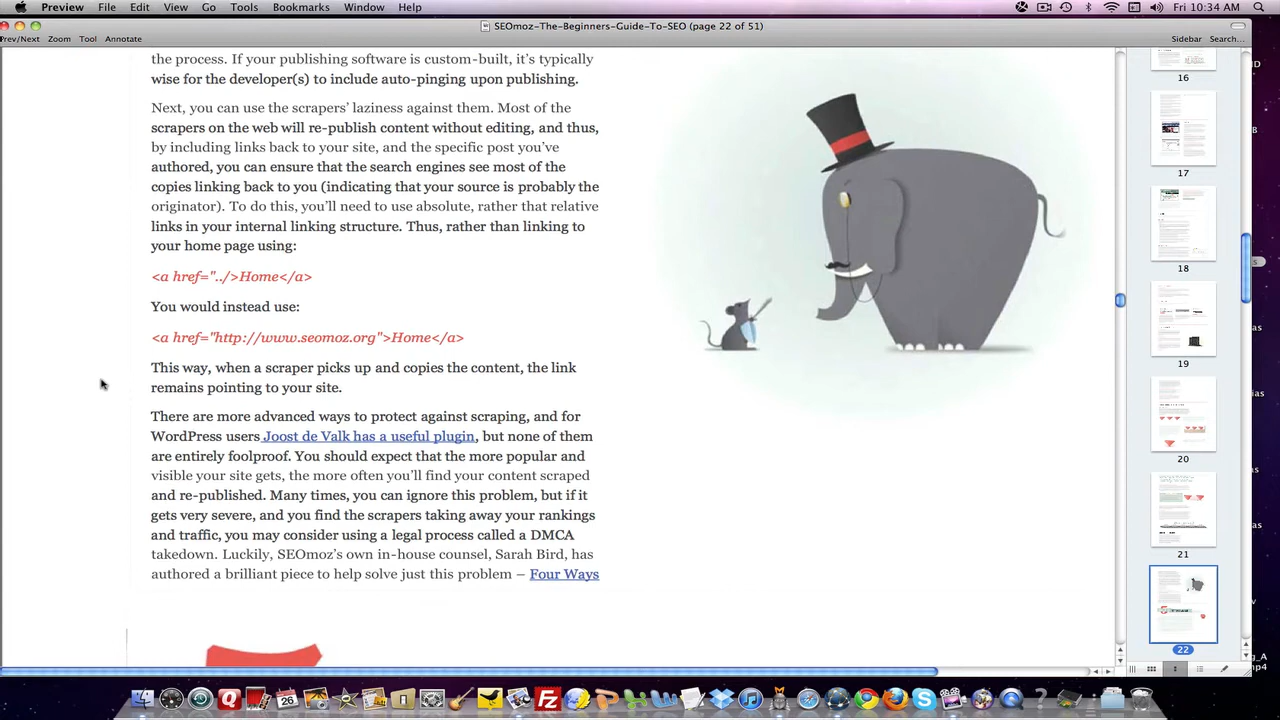 Preview File Edit View Go Tools Bookmarks Window Help Fri 10:34 AM
SEOmoz-The-Beginners-Guide-To-SEO (page 22 of 51)
Prev/Next Zoom Tool Annotate Sidebar Search...
the process. If your publishing software is custom-built, it's typically
wise for the developer(s) to include auto-pinging upon publishing.
Next, you can use the scrapers' laziness against them. Most of the
scrapers on the web will re-publish content without editing, and thus,
by including links back to your site, and the specific post you've
authored, you can ensure that the search engines see most of the
copies linking back to you (indicating that your source is probably the
originator). To do this, you'll need to use absolute, rather that relative
links in your internal linking structure. Thus, rather than linking to
your home page using:
<a href="../>Home</a>
You would instead use:
<a href="http://www.seomoz.org">Home</a>
This way, when a scraper picks up and copies the content, the link
remains pointing to your site.
There are more advanced ways to protect against scraping, and for
WordPress users Joost de Valk has a useful plugin, but none of them
are entirely foolproof. You should expect that the more popular and
visible your site gets, the more often you'll find your content scraped
and re-published. Many times, you can ignore this problem, but if it
gets very severe, and you find the scrapers taking away your rankings
and traffic, you may consider using a legal process called a DMCA
takedown. Luckily, SEOmoz's own in-house counsel, Sarah Bird, has
authored a brilliant piece to help solve just this problem – Four Ways
16
17
18
19
20
21
22